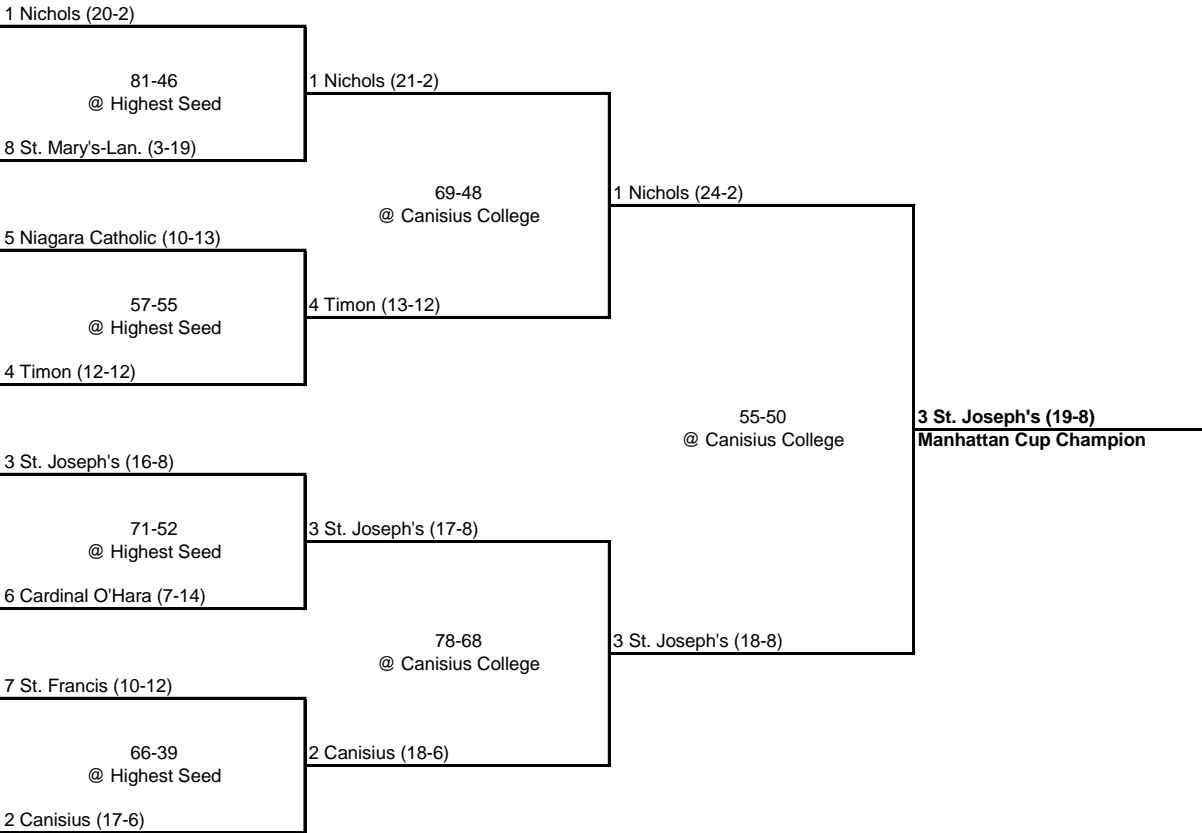 1 Nichols (20-2)
81-46
@ Highest Seed
1 Nichols (21-2)
8 St. Mary's-Lan. (3-19)
69-48
@ Canisius College
1 Nichols (24-2)
5 Niagara Catholic (10-13)
57-55
@ Highest Seed
4 Timon (13-12)
4 Timon (12-12)
55-50
@ Canisius College
3 St. Joseph's (19-8)
Manhattan Cup Champion
3 St. Joseph's (16-8)
71-52
@ Highest Seed
3 St. Joseph's (17-8)
6 Cardinal O'Hara (7-14)
78-68
@ Canisius College
3 St. Joseph's (18-8)
7 St. Francis (10-12)
66-39
@ Highest Seed
2 Canisius (18-6)
2 Canisius (17-6)